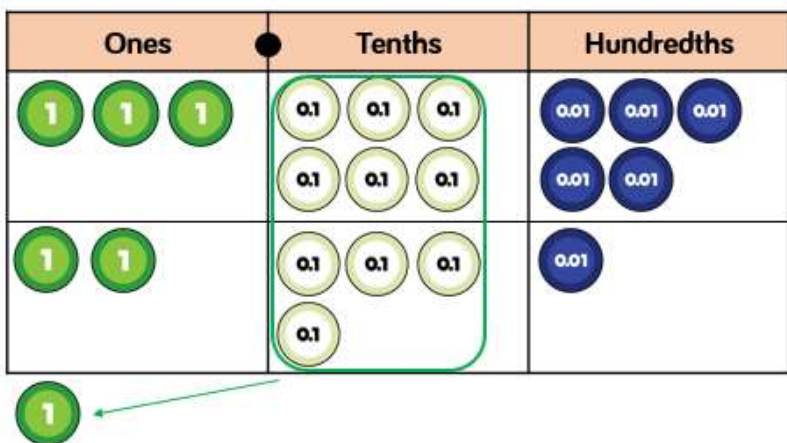 Ones Tenths Hundredths
1 1 1 0.1 0.1 0.1 0.01 0.01 0.01
0.1 0.1 0.1 0.01 0.01
1 1 0.1 0.1 0.1 0.01
0.1
1